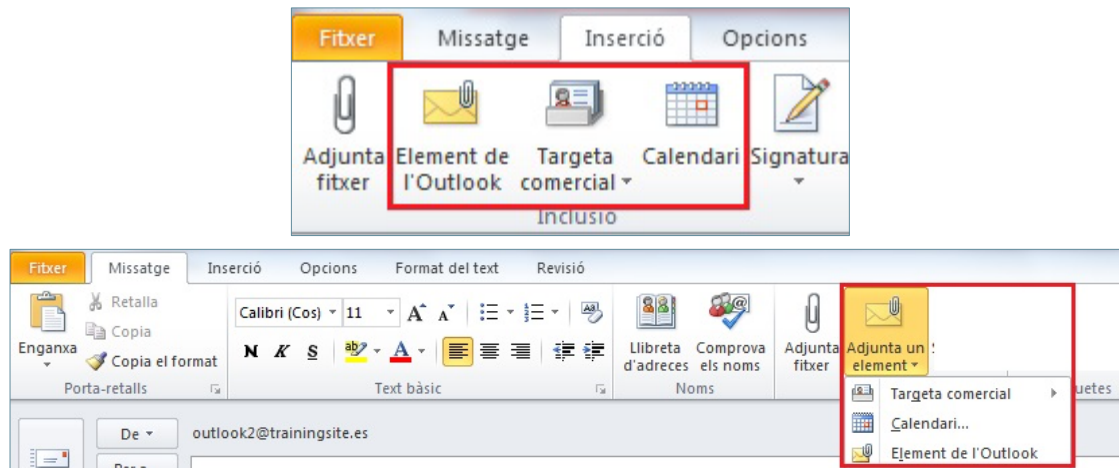 Fitxer Missatge Inserció Opcions
Adjunta fitxer Element de l'Outlook Targeta comercial Calendari Signatura
Inclusió
Fitxer Missatge Inserció Opcions Format del text Revisió
Enganxa
Retalla
Copia
Copia el format
Porta-retalls
Calibri (Cos) 11
N K S
Text bàsic
Llibreta d'adreces
Comprova els noms
Noms
Adjunta fitxer
Adjunta un element
Targeta comercial
Calendari...
Element de l'Outlook
De outlook2@trainingsite.es